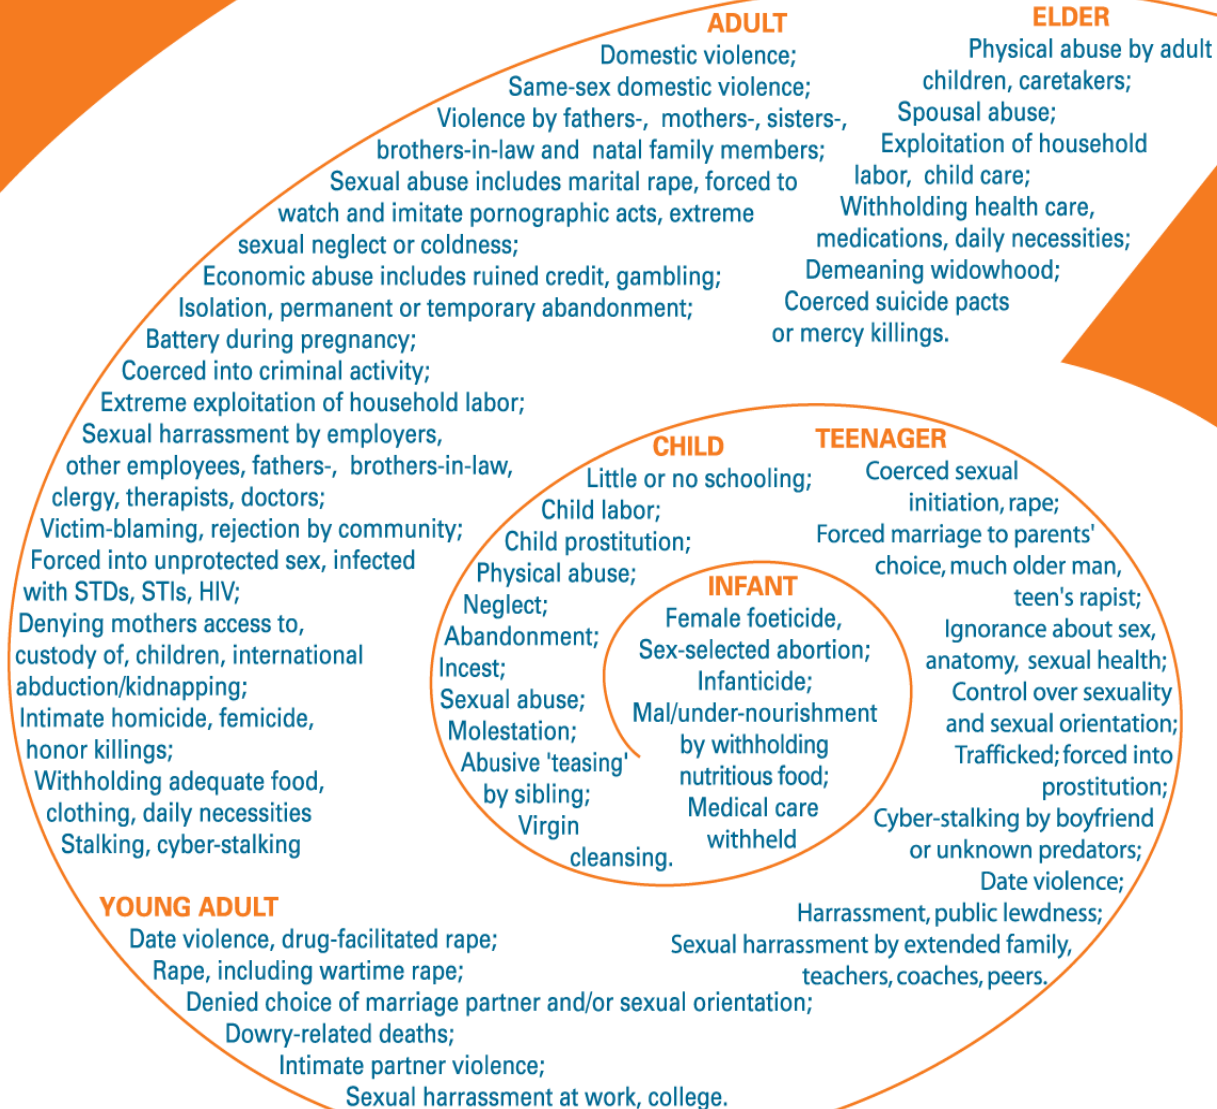 ADULT
Domestic violence;
Same-sex domestic violence;
Violence by fathers-, mothers-, sisters-,
brothers-in-law and natal family members;
Sexual abuse includes marital rape, forced to
watch and imitate pornographic acts, extreme
sexual neglect or coldness;
Economic abuse includes ruined credit, gambling;
Isolation, permanent or temporary abandonment;
Battery during pregnancy;
Coerced into criminal activity;
Extreme exploitation of household labor;
Sexual harrassment by employers,
other employees, fathers-, brothers-in-law,
clergy, therapists, doctors;
Victim-blaming, rejection by community;
Forced into unprotected sex, infected
with STDs, STIs, HIV;
Denying mothers access to,
custody of, children, international
abduction/kidnapping;
Intimate homicide, femicide,
honor killings;
Withholding adequate food,
clothing, daily necessities
Stalking, cyber-stalking
ELDER
Physical abuse by adult
children, caretakers;
Spousal abuse;
Exploitation of household
labor, child care;
Withholding health care,
medications, daily necessities;
Demeaning widowhood;
Coerced suicide pacts
or mercy killings.
CHILD
Little or no schooling;
Child labor;
Child prostitution;
Physical abuse;
Neglect;
Abandonment;
Incest;
Sexual abuse;
Molestation;
Abusive 'teasing'
by sibling;
Virgin
cleansing.
TEENAGER
Coerced sexual
initiation, rape;
Forced marriage to parents'
choice, much older man,
teen's rapist;
Ignorance about sex,
anatomy, sexual health;
Control over sexuality
and sexual orientation;
Trafficked; forced into
prostitution;
Cyber-stalking by boyfriend
or unknown predators;
Date violence;
Harrassment, public lewdness;
Sexual harrassment by extended family,
teachers, coaches, peers.
INFANT
Female foeticide,
Sex-selected abortion;
Infanticide;
Mal/under-nourishment
by withholding
nutritious food;
Medical care
withheld
YOUNG ADULT
Date violence, drug-facilitated rape;
Rape, including wartime rape;
Denied choice of marriage partner and/or sexual orientation;
Dowry-related deaths;
Intimate partner violence;
Sexual harrassment at work, college.